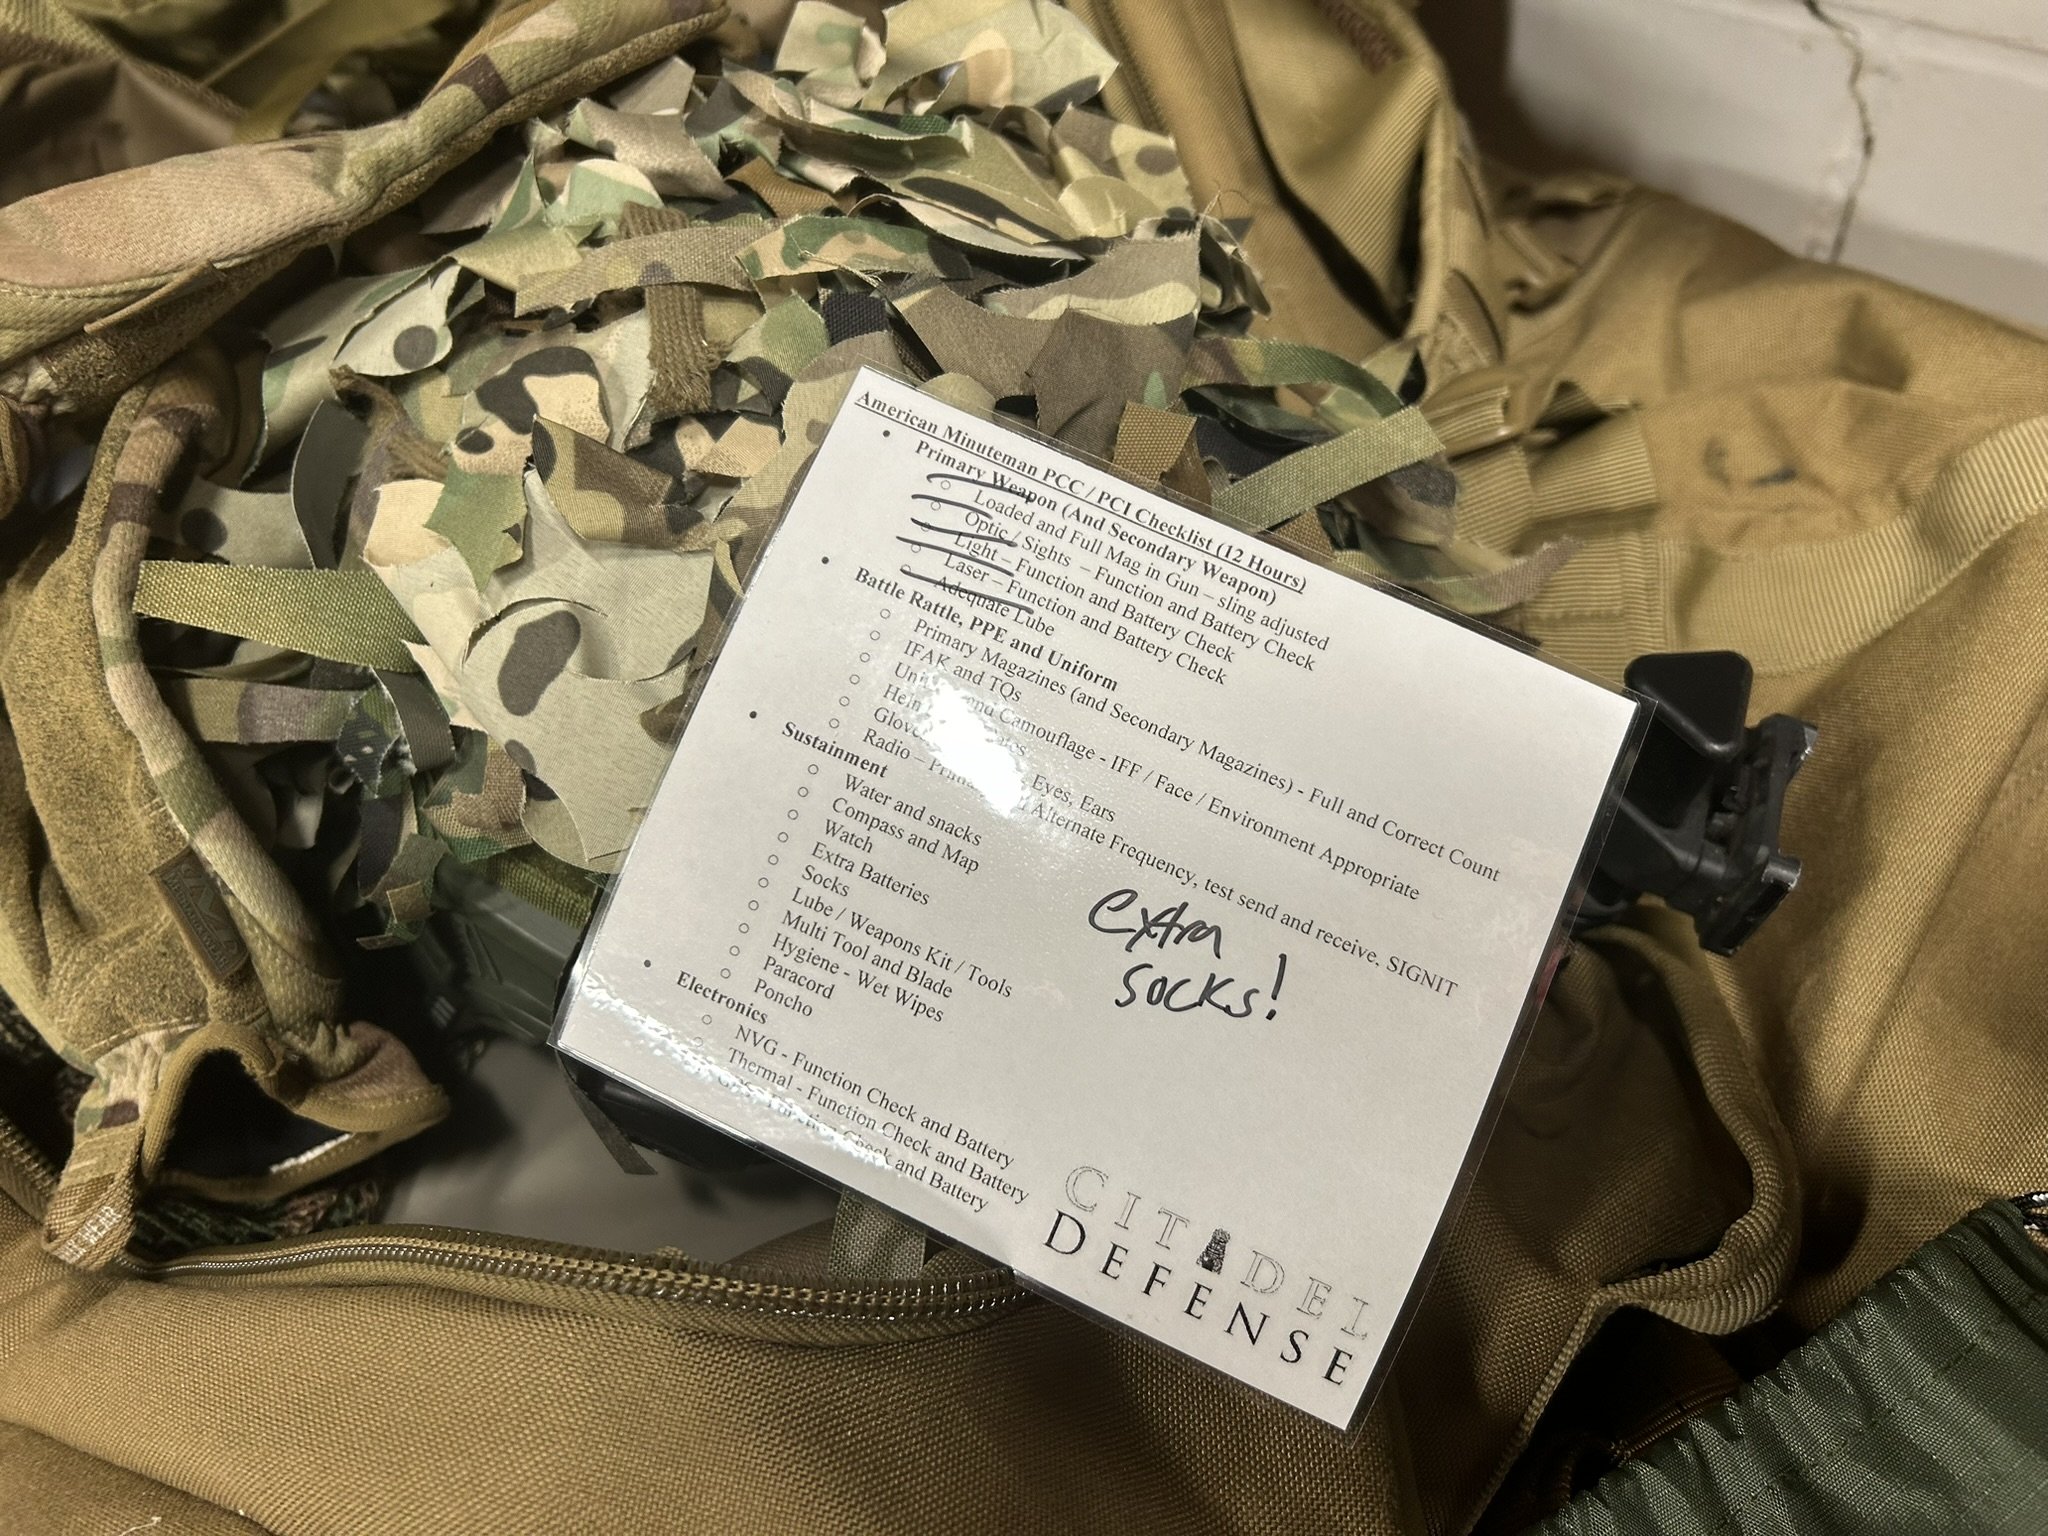 American Minuteman PCC / PCI Checklist (12 Hours)
• Primary Weapon (And Secondary Weapon)
○ Loaded and Full Mag in Gun – sling adjusted
○ Optic / Sights – Function and Battery Check
○ Light – Function and Battery Check
○ Laser – Function and Battery Check
○ Adequate Lube
• Battle Rattle, PPE and Uniform
○ Primary Magazines (and Secondary Magazines) - Full and Correct Count
○ IFAK and TQs
○ and Camouflage - IFF / Face / Environment Appropriate
○ Eyes, Ears
○ Radio – Alternate Frequency, test send and receive, SIGNIT
• Sustainment
○ Water and snacks
○ Compass and Map
○ Watch
○ Extra Batteries
○ Socks
○ Lube / Weapons Kit / Tools
○ Multi Tool and Blade
○ Hygiene - Wet Wipes
○ Paracord
○ Poncho
extra
socks!
• Electronics
○ NVG - Function Check and Battery
○ Thermal - Function Check and Battery
Function Check and Battery
CITADEL
DEFENSE